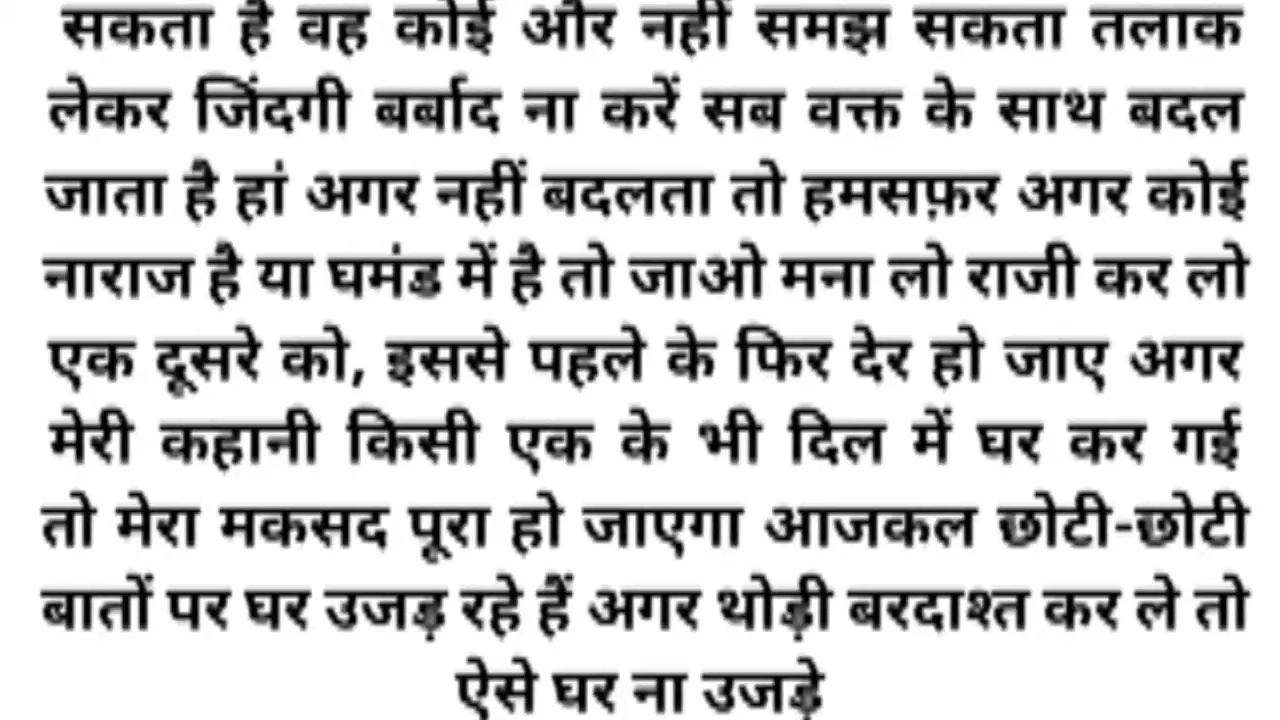 सकता है वह कोई और नहीं समझ सकता तलाक
लेकर जिंदगी बर्बाद ना करें सब वक्त के साथ बदल
जाता है हां अगर नहीं बदलता तो हमसफ़र अगर कोई
नाराज है या घमंड में है तो जाओ मना लो राजी कर लो
एक दूसरे को, इससे पहले के फिर देर हो जाए अगर
मेरी कहानी किसी एक के भी दिल में घर कर गई
तो मेरा मकसद पूरा हो जाएगा आजकल छोटी-छोटी
बातों पर घर उजड़ रहे हैं अगर थोड़ी बरदाश्त कर ले तो
ऐसे घर ना उजड़े